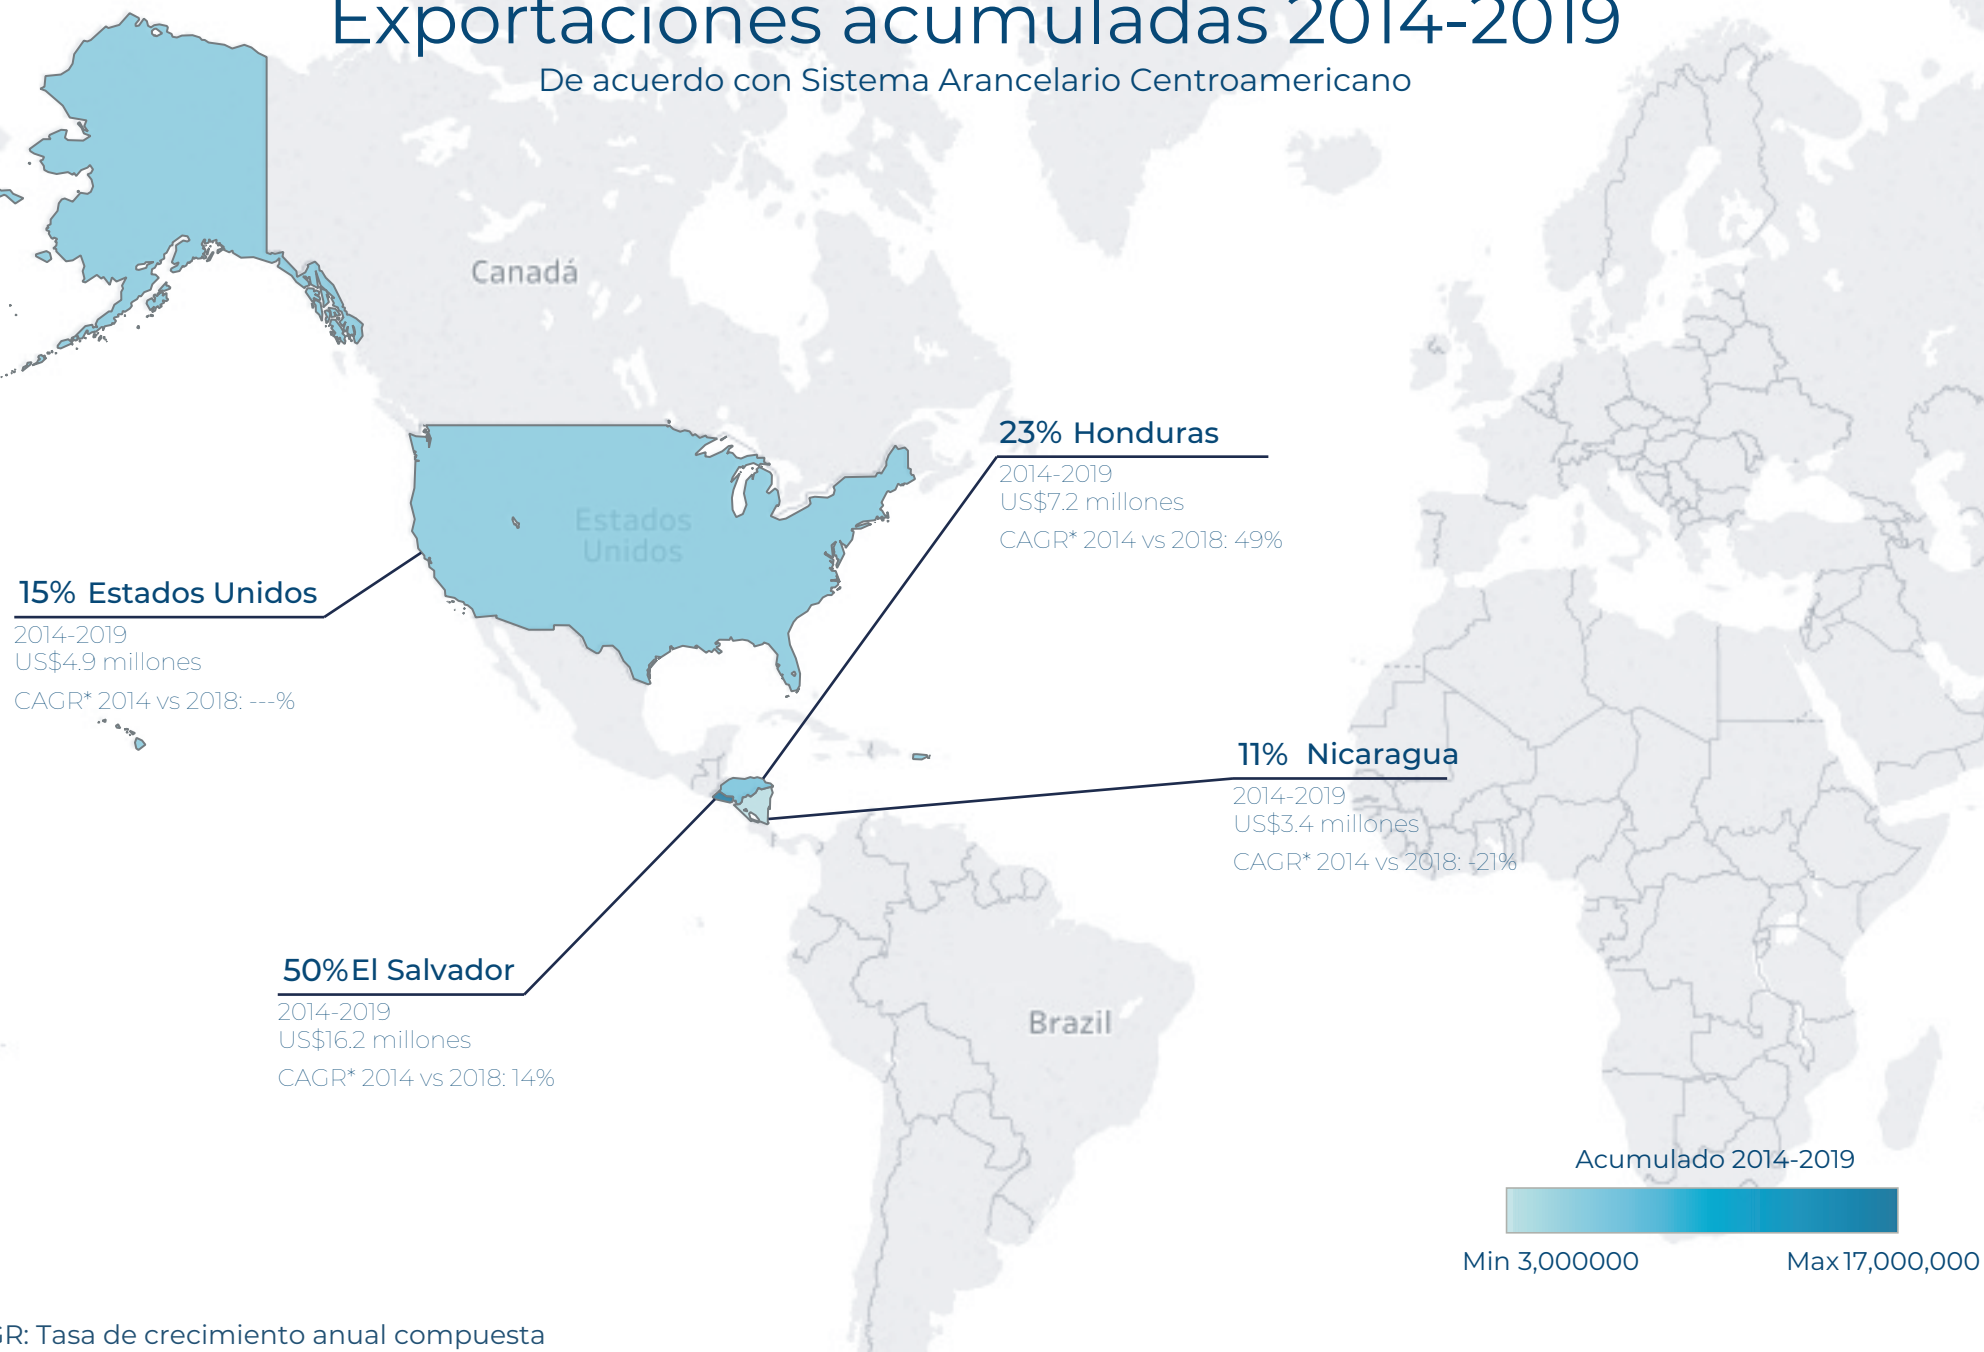 Exportaciones acumuladas 2014-2019
De acuerdo con Sistema Arancelario Centroamericano
Canadá
Estados
Unidos
23% Honduras
2014-2019
US$7.2 millones
CAGR* 2014 vs 2018: 49%
15% Estados Unidos
2014-2019
US$4.9 millones
CAGR* 2014 vs 2018: ---%
11% Nicaragua
2014-2019
US$3.4 millones
CAGR* 2014 vs 2018: -21%
50% El Salvador
2014-2019
US$16.2 millones
CAGR* 2014 vs 2018: 14%
Brazil
Acumulado 2014-2019
Min 3,000000
Max 17,000,000
GR: Tasa de crecimiento anual compuesta